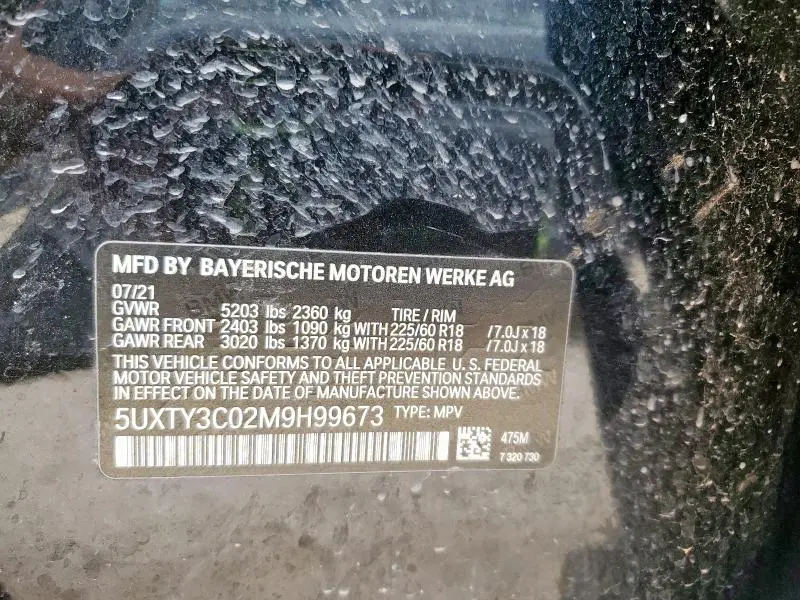 MFD BY BAYERISCHE MOTOREN WERKE AG
07/21
GVWR 5203 lbs 2360 kg TIRE / RIM
GAWR FRONT 2403 lbs 1090 kg WITH 225/60 R18 /7.0J x 18
GAWR REAR 3020 lbs 1370 kg WITH 225/60 R18 /7.0J x 18
THIS VEHICLE CONFORMS TO ALL APPLICABLE U. S. FEDERAL
MOTOR VEHICLE SAFETY AND THEFT PREVENTION STANDARDS
IN EFFECT ON THE DATE OF MANUFACTURE SHOWN ABOVE.
5UXTY3C02M9H99673 TYPE: MPV
475M
7 320 730